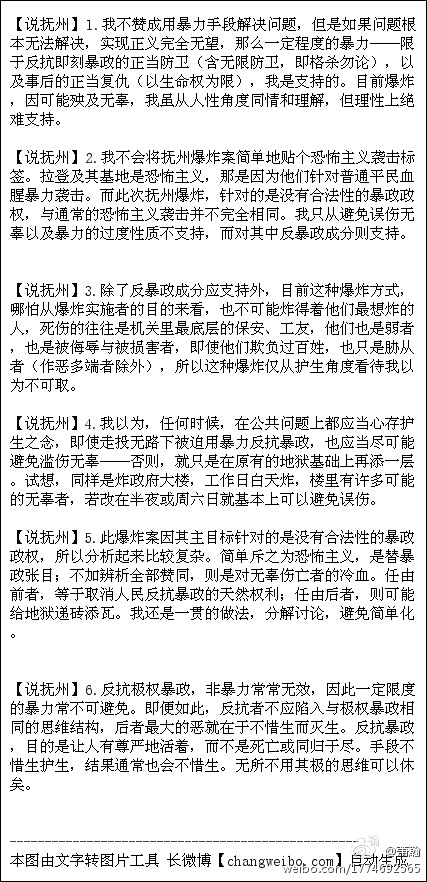 【说抚州】1.我不赞成用暴力手段解决问题，但是如果问题根
本无法解决，实现正义完全无望，那么一定程度的暴力——限
于反抗即刻暴政的正当防卫（含无限防卫，即格杀勿论），以
及事后的正当复仇（以生命权为限），我是支持的。目前爆炸
，因可能殃及无辜，我虽从人性角度同情和理解，但理性上绝
难支持。
【说抚州】2.我不会将抚州爆炸案简单地贴个恐怖主义袭击标
签。拉登及其基地是恐怖主义，那是因为他们针对普通平民血
腥暴力袭击。而此次抚州爆炸，针对的是没有合法性的暴政政
权，与通常的恐怖主义袭击并不完全相同。我只从避免误伤无
辜以及暴力的过度性质不支持，而对其中反暴政成分则支持。
【说抚州】3.除了反暴政成分应支持外，目前这种爆炸方式，
哪怕从爆炸实施者的目的来看，也不可能炸得着他们最想炸的
人，死伤的往往是机关里最底层的保安、工友，他们也是弱者
，也是被侮辱与被损害者，即使他们欺负过百姓，也只是胁从
者（作恶多端者除外），所以这种爆炸仅从护生角度看待我以
为不可取。
【说抚州】4.我以为，任何时候，在公共问题上都应当心存护
生之念，即使走投无路下被迫用暴力反抗暴政，也应当尽可能
避免滥伤无辜——否则，就只是在原有的地狱基础上再添一层
。试想，同样是炸政府大楼，工作日白天炸，楼里有许多可能
的无辜者，若改在半夜或周六日就基本上可以避免误伤。
【说抚州】5.此爆炸案因其主目标针对的是没有合法性的暴政
政权，所以分析起来比较复杂。简单斥之为恐怖主义，是替暴
政张目；不加辨析全部赞同，则是对无辜伤亡者的冷血。任由
前者，等于取消人民反抗暴政的天然权利；任由后者，则可能
给地狱递砖添瓦。我还是一贯的做法，分解讨论，避免简单化
。
【说抚州】6.反抗极权暴政，非暴力常常无效，因此一定限度
的暴力常不可避免。即便如此，反抗者不应陷入与极权暴政相
同的思维结构，后者最大的恶就在于不惜生而灭生。反抗暴政
，目的是让人有尊严地活着，而不是死亡或同归于尽。手段不
惜生护生，结果通常也会不惜生。无所不用其极的思维可以休
矣。
本图由文字转图片工具 长微博【changweibo.com】自动生成
weibo.com/1774692565